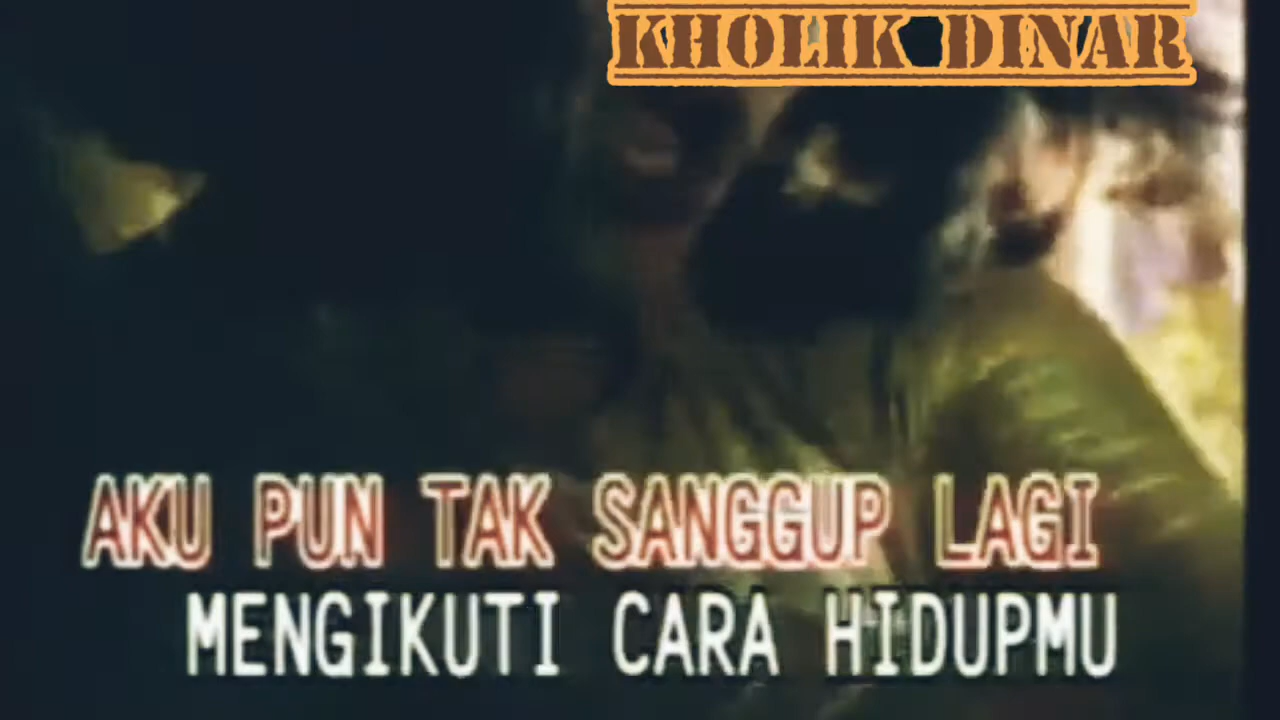 KHOLIK DINAR
AKU PUN TAK SANGGUP LAGI
MENGIKUTI CARA HIDUPMU